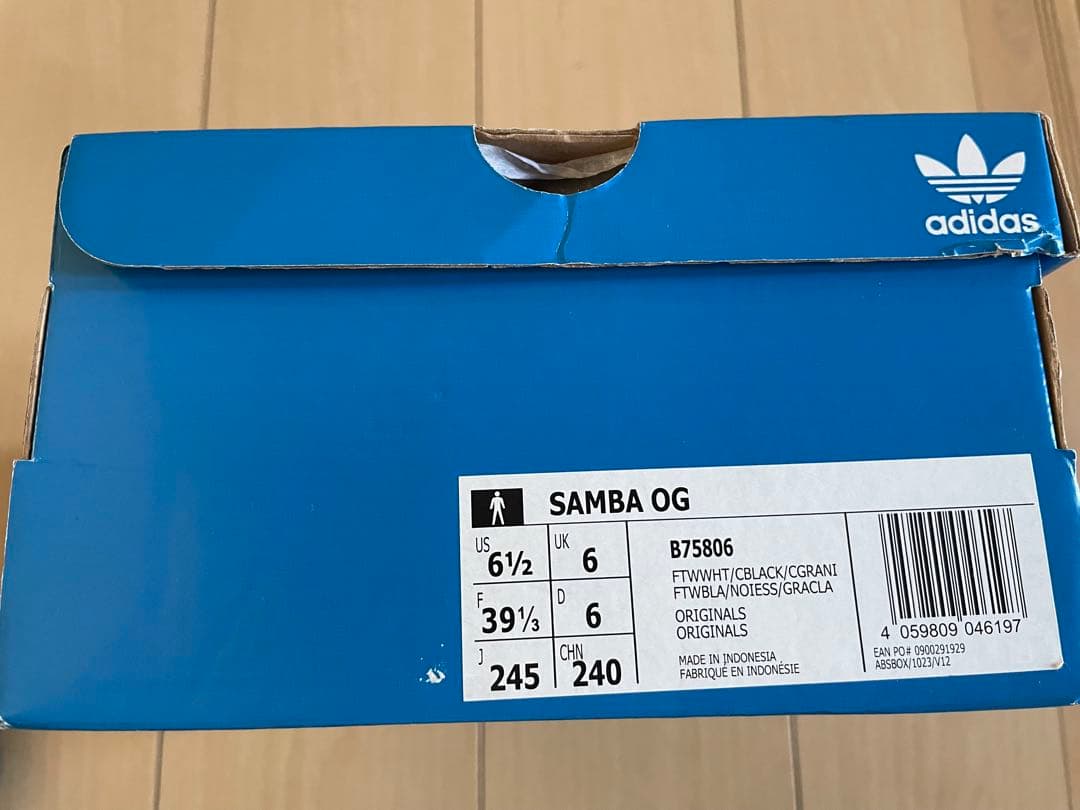 adidas
SAMBA OG
US 6½
UK 6
F 39⅓
D 6
J 245
CHN 240
B75806
FTWWHT/CBLACK/CGRANI
FTWBLA/NOIESS/GRACLA
ORIGINALS
ORIGINALS
MADE IN INDONESIA
FABRIQUÉ EN INDONÉSIE
4 059809 046197
EAN PO# 0900291929
ABSBOX/1023/V12